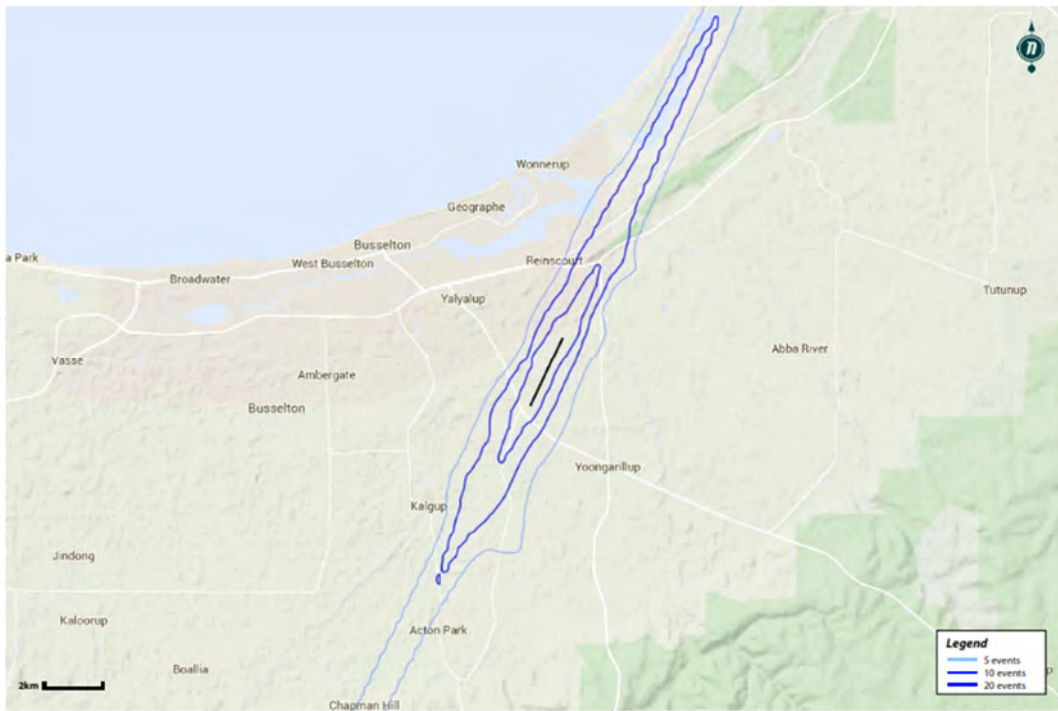 n
Wonnerup
Geographe
Busselton
a Park
West Busselton
Reinscourt
Broadwater
Tutunup
Yalyalup
Vasse
Abba River
Ambergate
Busselton
Yoongarillup
Kalgup
Jindong
Kaloorup
Acton Park
Legend
5 events
10 events
20 events
Boallia
p
2km
Chapman Hill